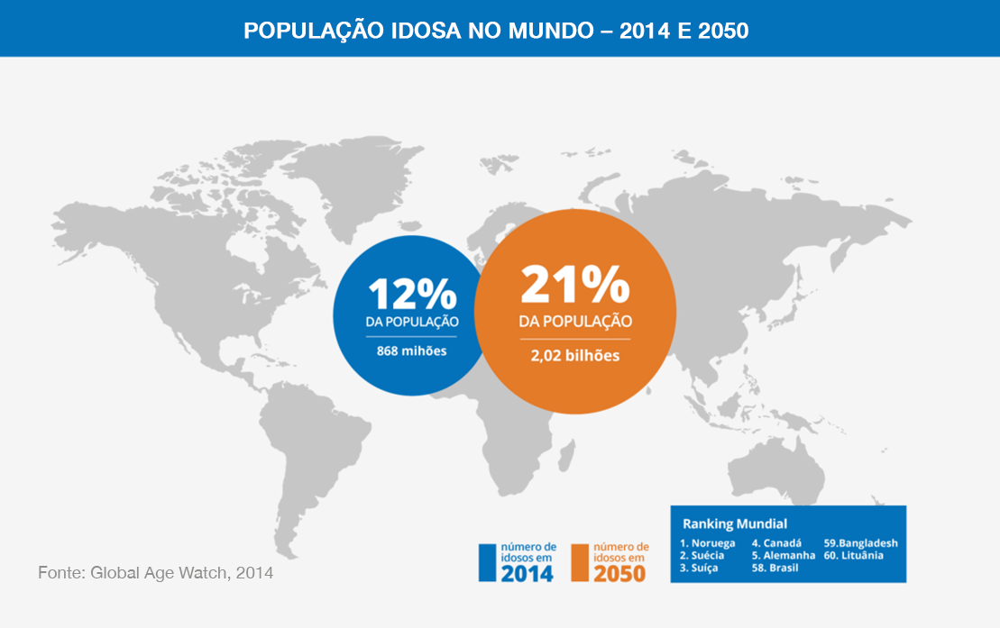 POPULAÇÃO IDOSA NO MUNDO – 2014 E 2050
12%
DA POPULAÇÃO
868 mihões
21%
DA POPULAÇÃO
2,02 bilhões
número de
idosos em
2014
número de
idosos em
2050
Ranking Mundial
1. Noruega
2. Suécia
3. Suíça
4. Canadá
5. Alemanha
58. Brasil
59.Bangladesh
60. Lituânia
Fonte: Global Age Watch, 2014